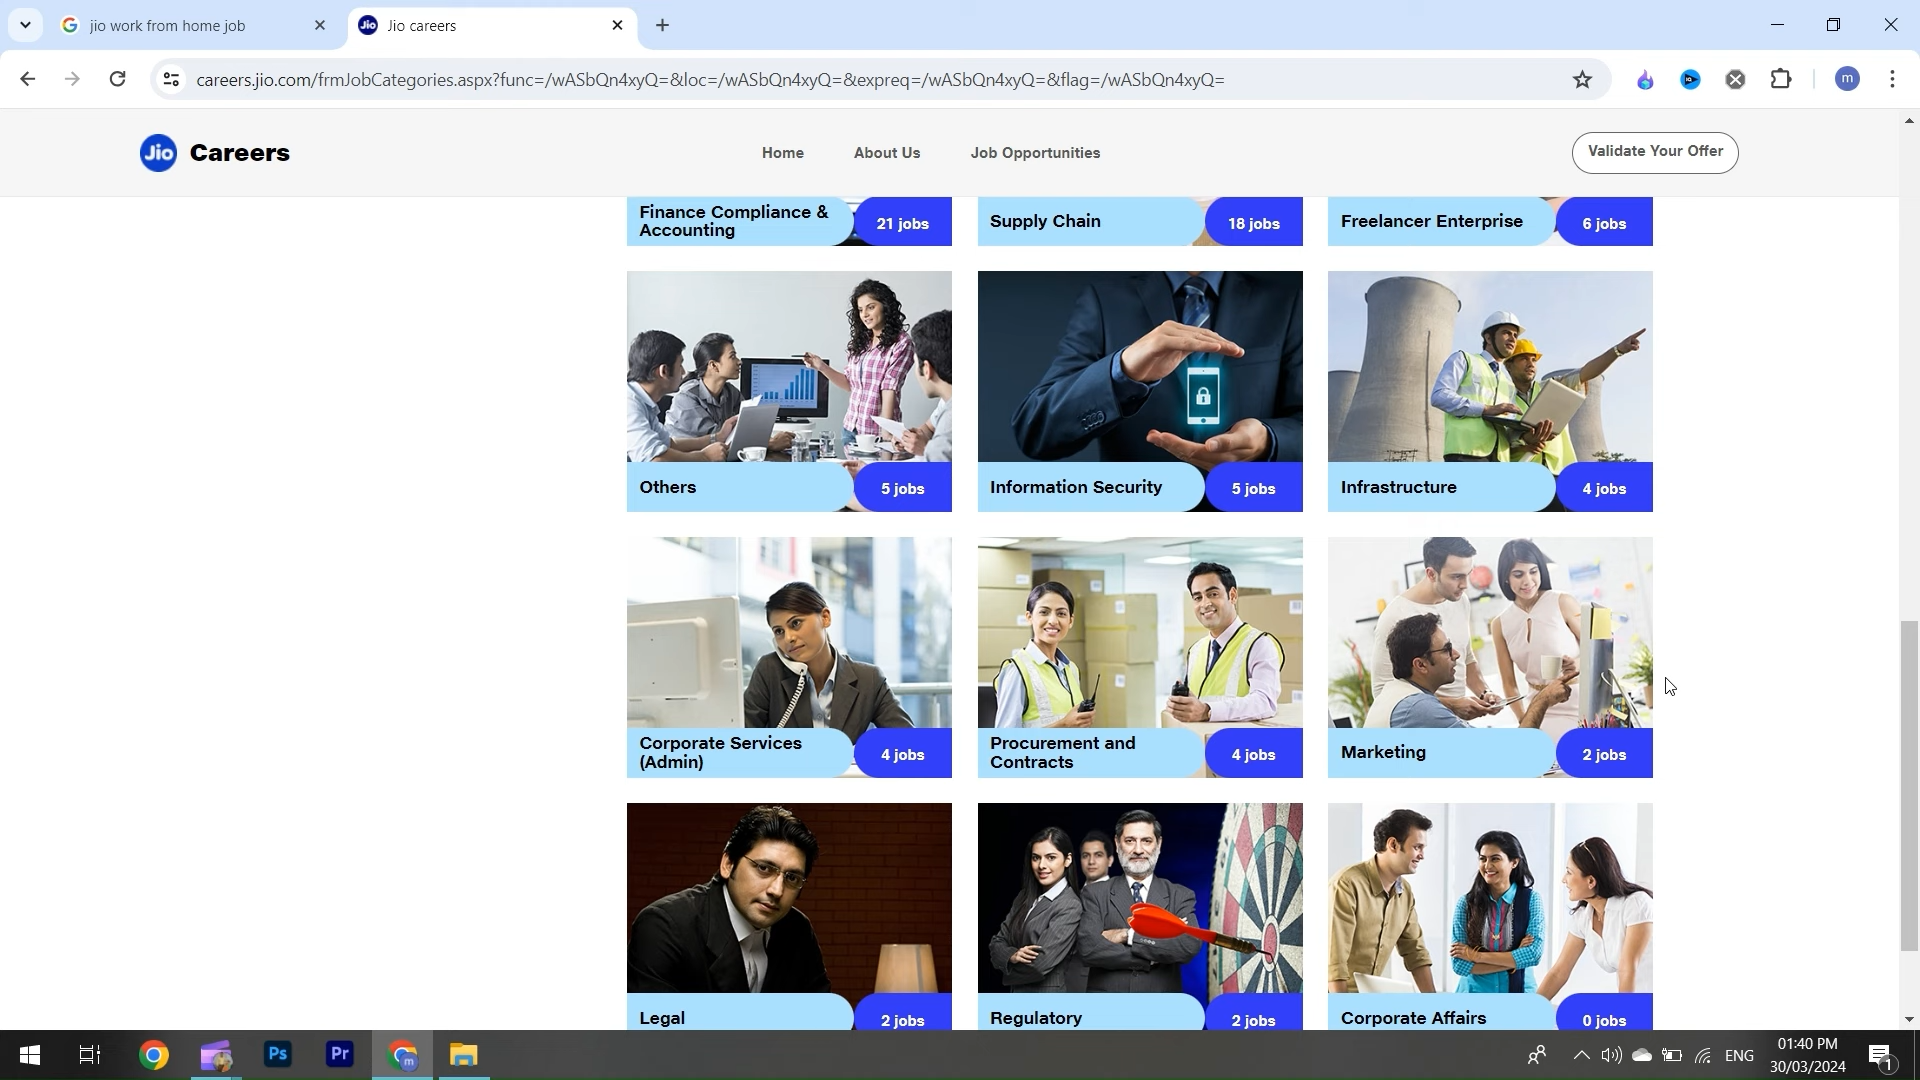 jio work from home job
Jio
Jio careers
careers.jio.com/frmJobCategories.aspx?func=/wASbQn4xyQ=&loc=/wASbQn4xyQ=&expreq=/wASbQn4xyQ=&flag=/wASbQn4xyQ=
m
Jio Careers
Home
About Us
Job Opportunities
Validate Your Offer
Finance Compliance &
Accounting
21 jobs
Supply Chain
18 jobs
Freelancer Enterprise
6 jobs
Others
5 jobs
Information Security
5 jobs
Infrastructure
4 jobs
Corporate Services
(Admin)
4 jobs
Procurement and
Contracts
4 jobs
Marketing
2 jobs
Legal
2 jobs
Regulatory
2 jobs
Corporate Affairs
0 jobs
Ps
Pr
m
ENG
01:40 PM
30/03/2024
1